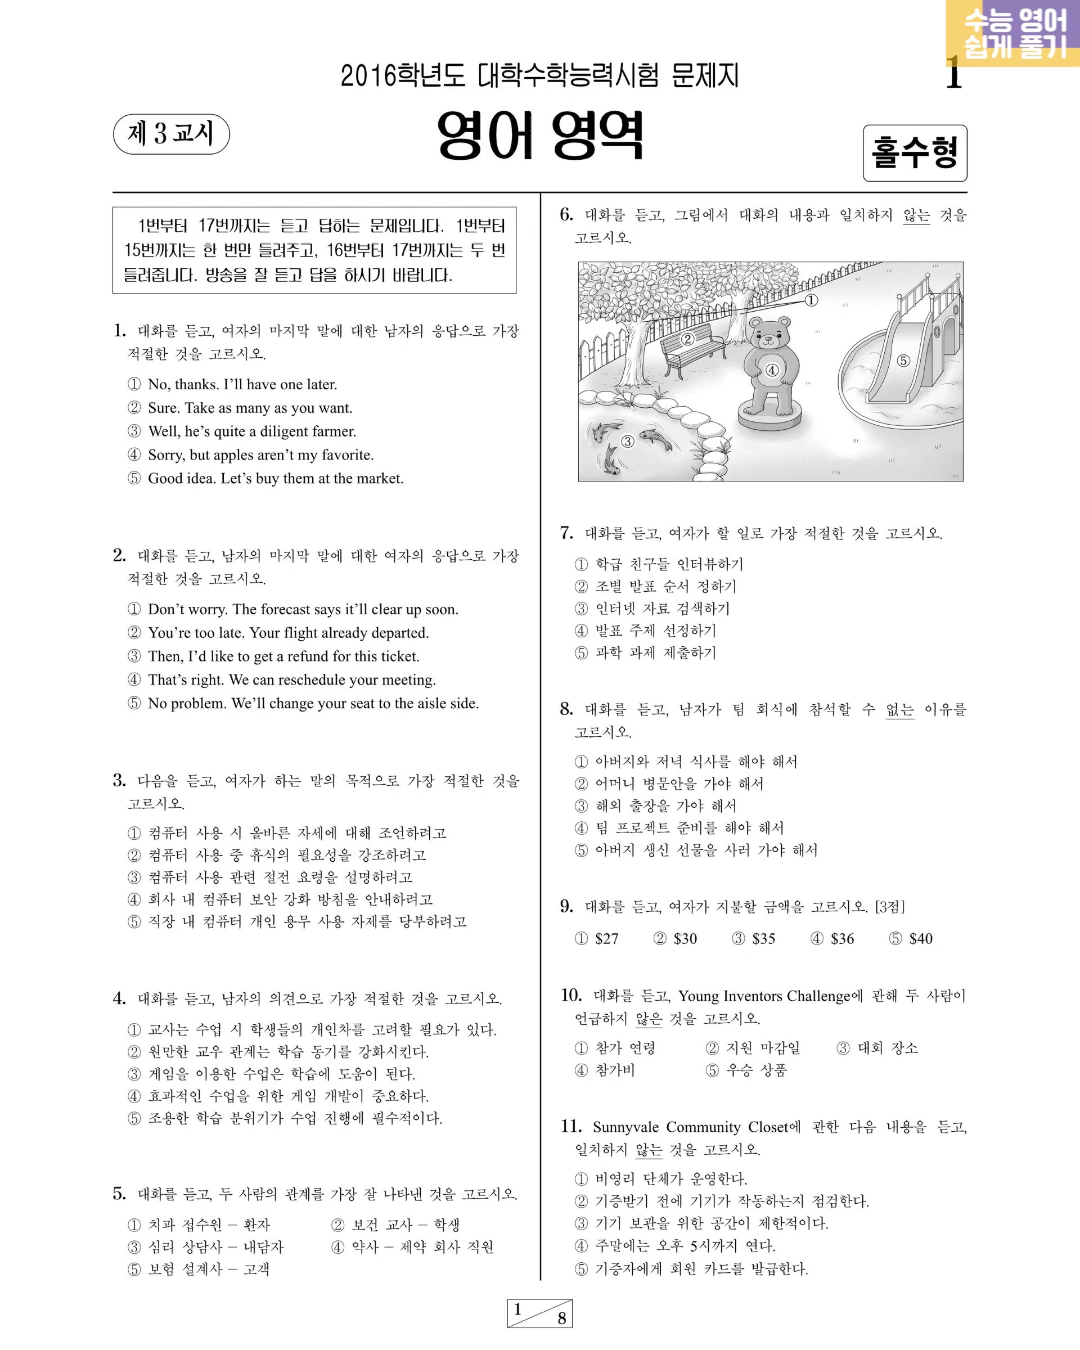 수능 영어
쉽게 풀기
2016학년도 대학수학능력시험 문제지
1
제 3 교시
영어 영역
홀수형
1번부터 17번까지는 듣고 답하는 문제입니다. 1번부터
15번까지는 한 번만 들려주고, 16번부터 17번까지는 두 번
들려줍니다. 방송을 잘 듣고 답을 하시기 바랍니다.
1. 대화를 듣고, 여자의 마지막 말에 대한 남자의 응답으로 가장
적절한 것을 고르시오.
① No, thanks. I’ll have one later.
② Sure. Take as many as you want.
③ Well, he’s quite a diligent farmer.
④ Sorry, but apples aren’t my favorite.
⑤ Good idea. Let’s buy them at the market.
2. 대화를 듣고, 남자의 마지막 말에 대한 여자의 응답으로 가장
적절한 것을 고르시오.
① Don’t worry. The forecast says it’ll clear up soon.
② You’re too late. Your flight already departed.
③ Then, I’d like to get a refund for this ticket.
④ That’s right. We can reschedule your meeting.
⑤ No problem. We’ll change your seat to the aisle side.
3. 다음을 듣고, 여자가 하는 말의 목적으로 가장 적절한 것을
고르시오.
① 컴퓨터 사용 시 올바른 자세에 대해 조언하려고
② 컴퓨터 사용 중 휴식의 필요성을 강조하려고
③ 컴퓨터 사용 관련 절전 요령을 설명하려고
④ 회사 내 컴퓨터 보안 강화 방침을 안내하려고
⑤ 직장 내 컴퓨터 개인 용무 사용 자제를 당부하려고
4. 대화를 듣고, 남자의 의견으로 가장 적절한 것을 고르시오.
① 교사는 수업 시 학생들의 개인차를 고려할 필요가 있다.
② 원만한 교우 관계는 학습 동기를 강화시킨다.
③ 게임을 이용한 수업은 학습에 도움이 된다.
④ 효과적인 수업을 위한 게임 개발이 중요하다.
⑤ 조용한 학습 분위기가 수업 진행에 필수적이다.
5. 대화를 듣고, 두 사람의 관계를 가장 잘 나타낸 것을 고르시오.
① 치과 접수원 – 환자 ② 보건 교사 – 학생
③ 심리 상담사 – 내담자 ④ 약사 – 제약 회사 직원
⑤ 보험 설계사 – 고객
6. 대화를 듣고, 그림에서 대화의 내용과 일치하지 않는 것을
고르시오.
①
②
③
④
⑤
7. 대화를 듣고, 여자가 할 일로 가장 적절한 것을 고르시오.
① 학급 친구들 인터뷰하기
② 조별 발표 순서 정하기
③ 인터넷 자료 검색하기
④ 발표 주제 선정하기
⑤ 과학 과제 제출하기
8. 대화를 듣고, 남자가 팀 회식에 참석할 수 없는 이유를
고르시오.
① 아버지와 저녁 식사를 해야 해서
② 어머니 병문안을 가야 해서
③ 해외 출장을 가야 해서
④ 팀 프로젝트 준비를 해야 해서
⑤ 아버지 생신 선물을 사러 가야 해서
9. 대화를 듣고, 여자가 지불할 금액을 고르시오. [3점]
① $27 ② $30 ③ $35 ④ $36 ⑤ $40
10. 대화를 듣고, Young Inventors Challenge에 관해 두 사람이
언급하지 않은 것을 고르시오.
① 참가 연령 ② 지원 마감일 ③ 대회 장소
④ 참가비 ⑤ 우승 상품
11. Sunnyvale Community Closet에 관한 다음 내용을 듣고,
일치하지 않는 것을 고르시오.
① 비영리 단체가 운영한다.
② 기증받기 전에 기기가 작동하는지 점검한다.
③ 기기 보관을 위한 공간이 제한적이다.
④ 주말에는 오후 5시까지 연다.
⑤ 기증자에게 회원 카드를 발급한다.
1
8